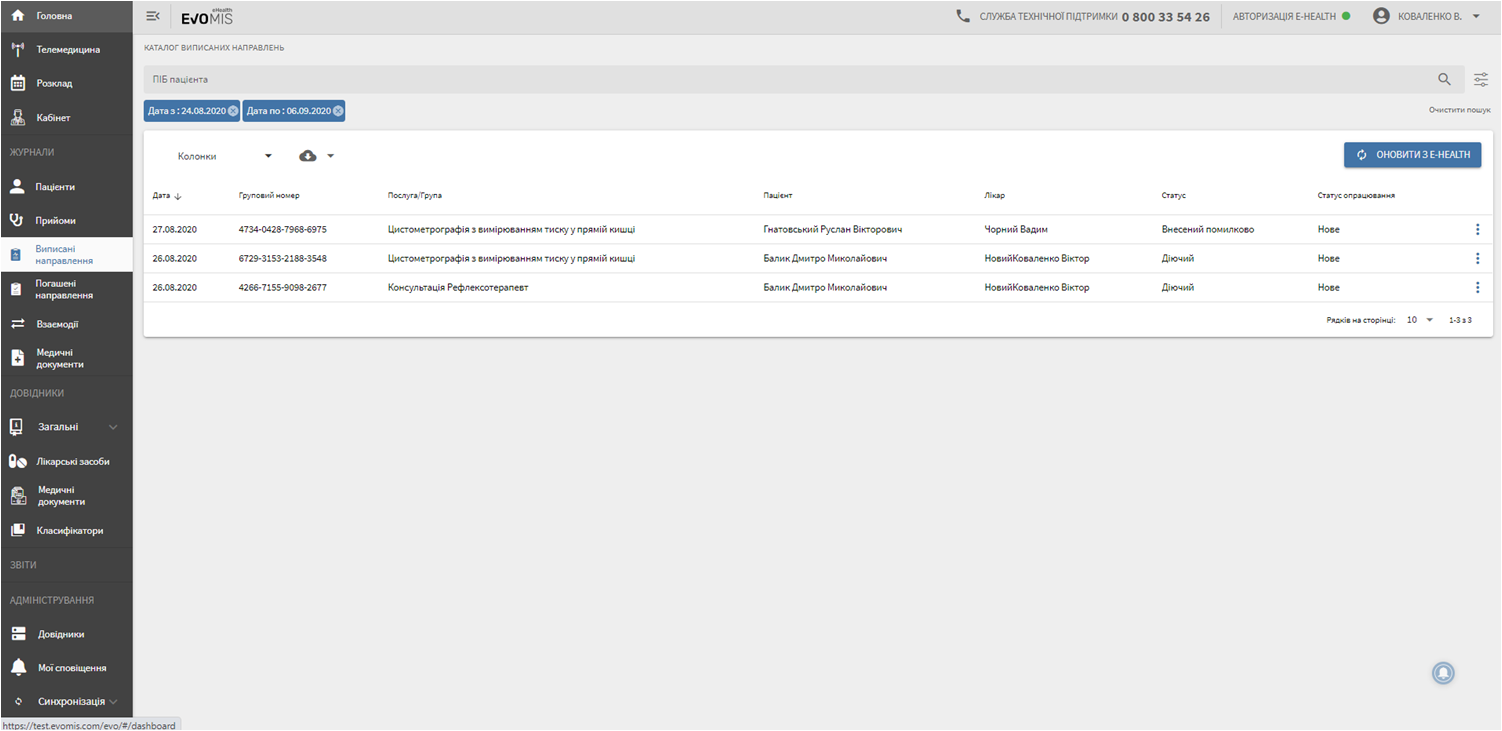 Головна
Телемедицина
Розклад
Кабінет
ЖУРНАЛИ
Пацієнти
Прийоми
Виписані
направлення
Погашені
направлення
Взаємодії
Медичні
документи
ДОВІДНИКИ
Загальні
Лікарські засоби
Медичні
документи
Класифікатори
ЗВІТИ
АДМІНІСТРУВАННЯ
Довідники
Мої сповіщення
Синхронізація
https://test.evomis.com/evo/#/dashboard
eHealth
EVOMIS
СЛУЖБА ТЕХНІЧНОЇ ПІДТРИМКИ 0 800 33 54 26
АВТОРИЗАЦІЯ E-HEALTH
КОВАЛЕНКО В.
КАТАЛОГ ВИПИСАНИХ НАПРАВЛЕНЬ
ПІБ пацієнта
Дата з : 24.08.2020 Дата по : 06.09.2020
Очистити пошук
Колонки
ОНОВИТИ З E-HEALTH
Дата Груповий номер Послуга/Група Пацієнт Лікар Статус Статус опрацювання
27.08.2020 4734-0428-7968-6975 Цистометрографія з вимірюванням тиску у прямій кишці Гнатовський Руслан Вікторович Чорний Вадим Внесений помилково Нове
26.08.2020 6729-3153-2188-3548 Цистометрографія з вимірюванням тиску у прямій кишці Балик Дмитро Миколайович НовийКоваленко Віктор Діючий Нове
26.08.2020 4266-7155-9098-2677 Консультація Рефлексотерапевт Балик Дмитро Миколайович НовийКоваленко Віктор Діючий Нове
Рядків на сторінці: 10 1-3 з 3